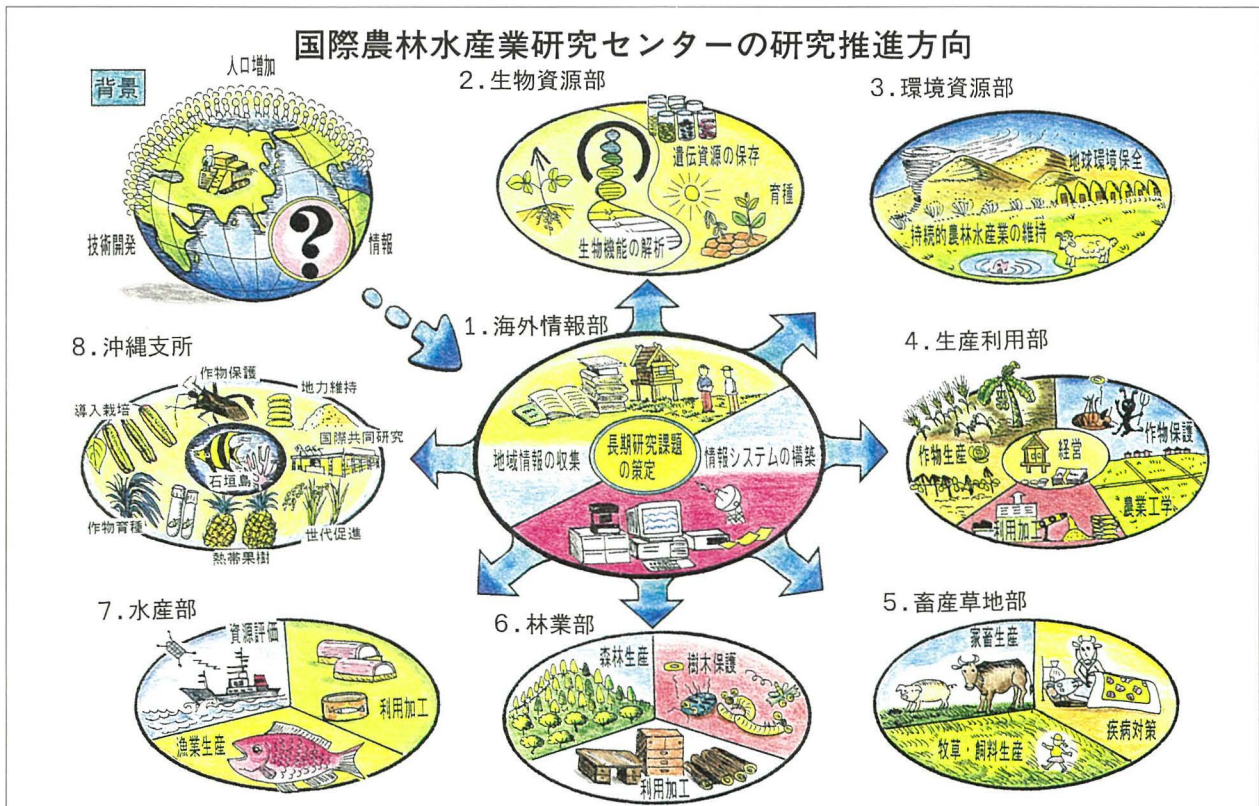 国際農林水産業研究センターの研究推進方向
背景
人口増加
技術開発
情報
?
1.海外情報部
地域情報の収集
長期研究課題
の策定
情報システムの構築
2.生物資源部
遺伝資源の保存
育種
生物機能の解析
3.環境資源部
地球環境保全
持続的農林水産業の維持
4.生産利用部
作物生産
経営
作物保護
農業工学
利用加工
5.畜産草地部
家畜生産
疾病対策
牧草・飼料生産
6.林業部
森林生産
樹木保護
利用加工
7.水産部
資源評価
利用加工
漁業生産
8.沖縄支所
作物保護
地力維持
導入栽培
国際共同研究
石垣島
作物育種
世代促進
熱帯果樹